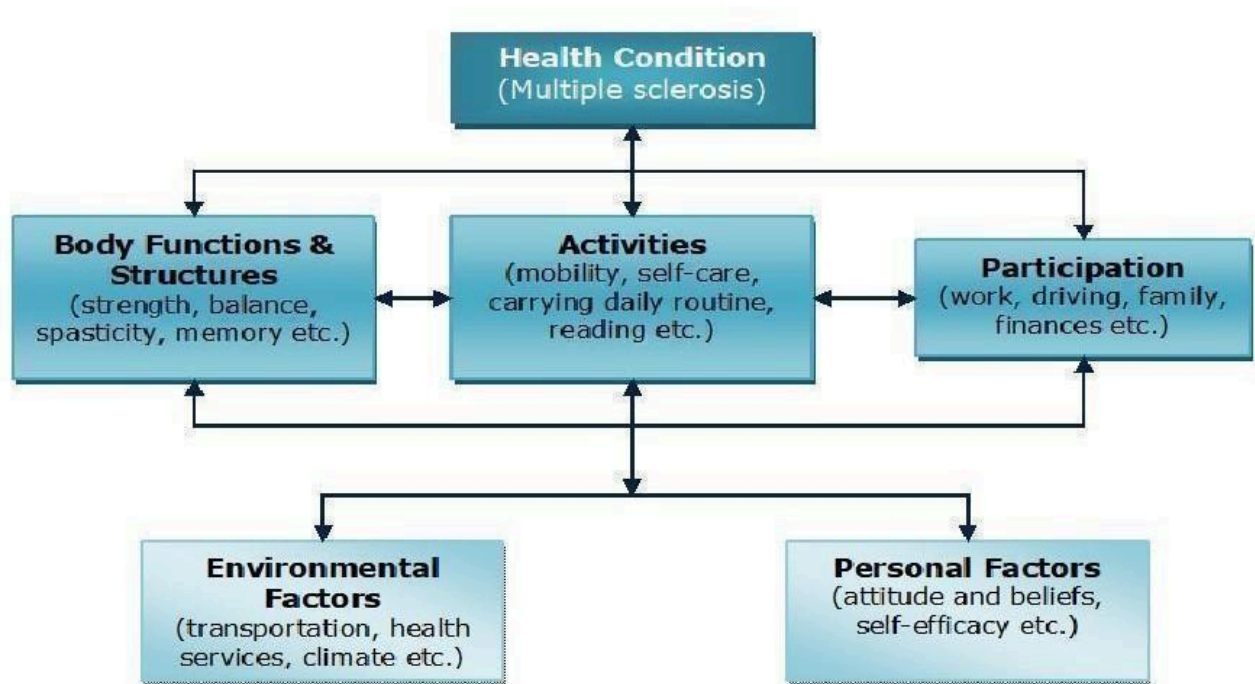 Health Condition
(Multiple sclerosis)
Body Functions &
Structures
(strength, balance,
spasticity, memory etc.)
Activities
(mobility, self-care,
carrying daily routine,
reading etc.)
Participation
(work, driving, family,
finances etc.)
Environmental
Factors
(transportation, health
services, climate etc.)
Personal Factors
(attitude and beliefs,
self-efficacy etc.)